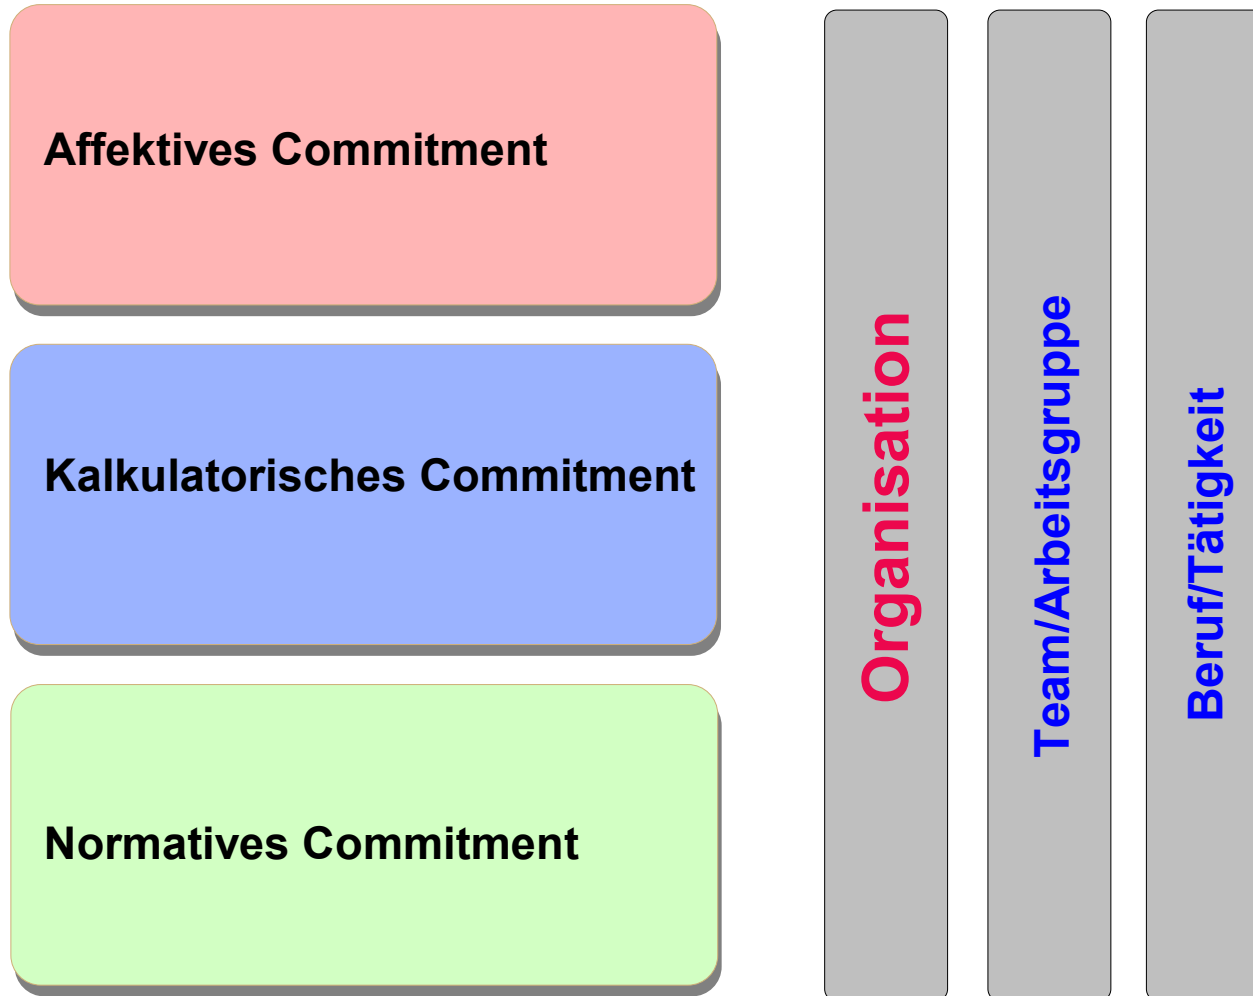 Affektives Commitment
Kalkulatorisches Commitment
Normatives Commitment
Organisation
Team/Arbeitsgruppe
Beruf/Tätigkeit